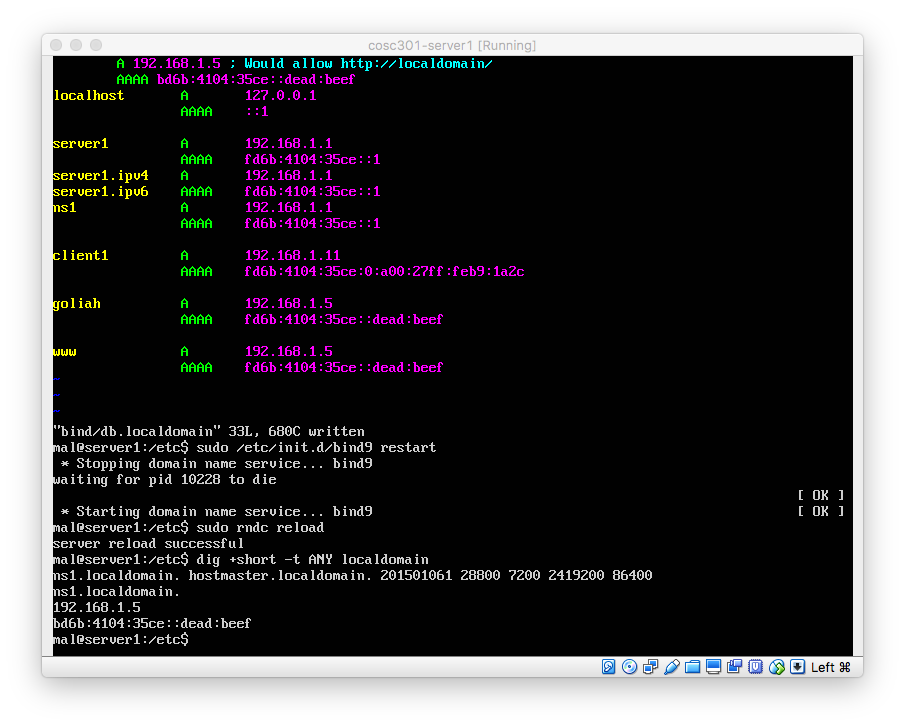 cosc301-server1 [Running]
A 192.168.1.5 ; Would allow http://localdomain/
AAAA bd6b:4104:35ce::dead:beef
localhost A 127.0.0.1
AAAA ::1
server1 A 192.168.1.1
AAAA fd6b:4104:35ce::1
server1.ipv4 A 192.168.1.1
server1.ipv6 AAAA fd6b:4104:35ce::1
ns1 A 192.168.1.1
AAAA fd6b:4104:35ce::1
client1 A 192.168.1.11
AAAA fd6b:4104:35ce:0:a00:27ff:feb9:1a2c
goliah A 192.168.1.5
AAAA fd6b:4104:35ce::dead:beef
www A 192.168.1.5
AAAA fd6b:4104:35ce::dead:beef
~
~
~
"bind/db.localdomain" 33L, 680C written
mal@server1:/etc$ sudo /etc/init.d/bind9 restart
* Stopping domain name service... bind9
waiting for pid 10228 to die
[ OK ]
* Starting domain name service... bind9 [ OK ]
mal@server1:/etc$ sudo rndc reload
server reload successful
mal@server1:/etc$ dig +short -t ANY localdomain
ns1.localdomain. hostmaster.localdomain. 201501061 28800 7200 2419200 86400
ns1.localdomain.
192.168.1.5
bd6b:4104:35ce::dead:beef
mal@server1:/etc$
Left ⌘